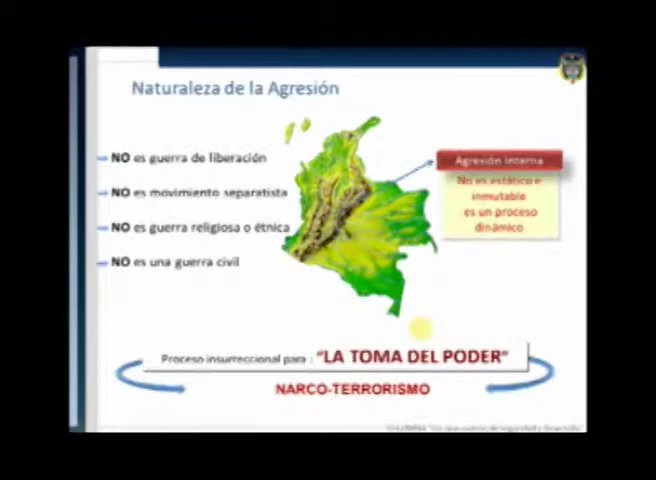 Naturaleza de la Agresión
NO es guerra de liberación
NO es movimiento separatista
NO es guerra religiosa o étnica
NO es una guerra civil
Agresión interna
No es estático e
inmutable
es un proceso
dinámico
Proceso insurreccional para : "LA TOMA DEL PODER"
NARCO-TERRORISMO